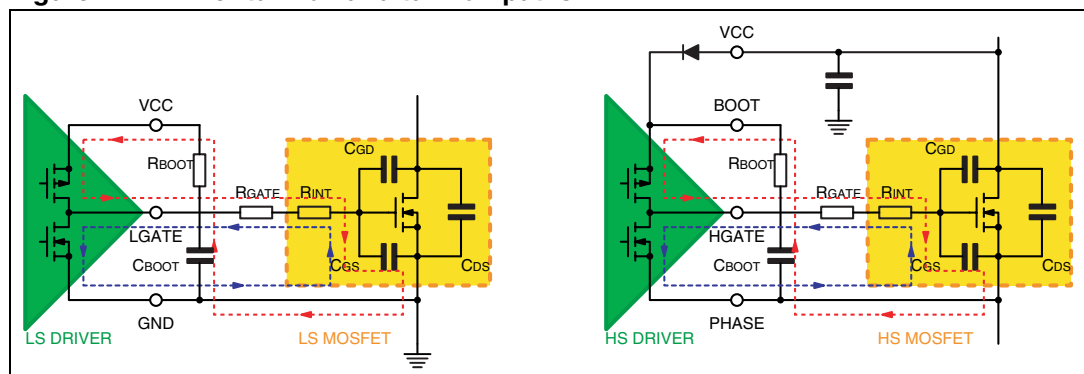 Figure
VCC
RBOOT
CGD
RGATE
RINT
LGATE
CBOOT
CGS
CDS
GND
LS DRIVER
LS MOSFET
VCC
BOOT
RBOOT
CGD
RGATE
RINT
HGATE
CBOOT
CGS
CDS
PHASE
HS DRIVER
HS MOSFET